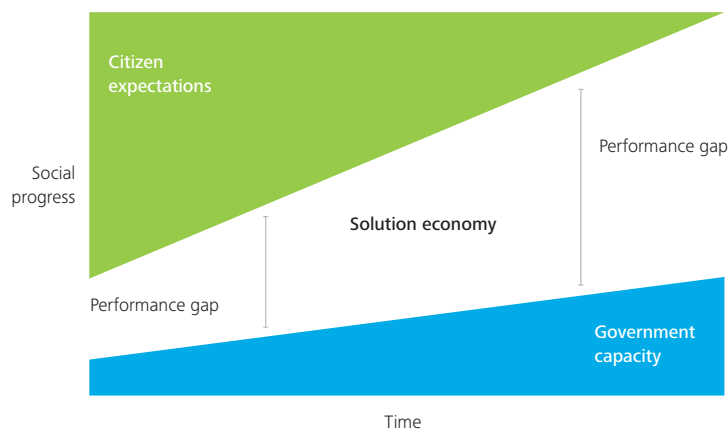 Citizen
expectations
Performance gap
Social
progress
Solution economy
Performance gap
Government
capacity
Time